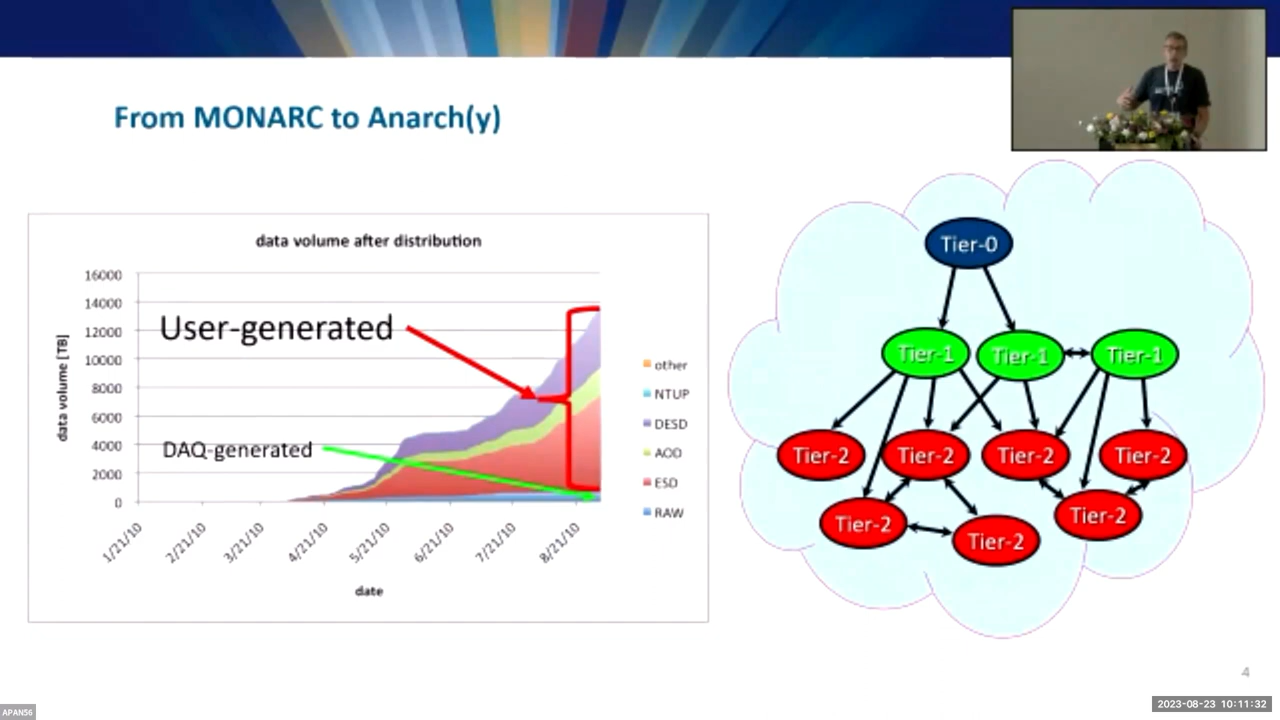 From MONARC to Anarch(y)
data volume after distribution
data volume [TB]
16000
14000
12000
10000
8000
6000
4000
2000
0
User-generated
DAQ-generated
1/21/10
2/21/10
3/21/10
4/21/10
5/21/10
6/21/10
7/21/10
8/21/10
date
other
NTUP
DESD
AOD
ESD
RAW
Tier-0
Tier-1 Tier-1 Tier-1
Tier-2 Tier-2 Tier-2 Tier-2
Tier-2 Tier-2 Tier-2
4
APAN56
2023-08-23 10:11:32